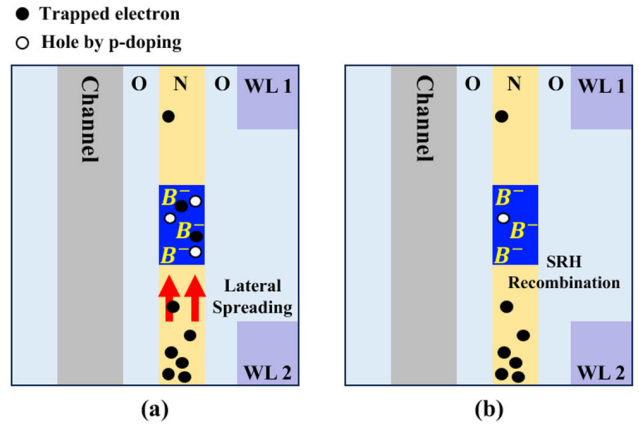 Trapped electron
Hole by p-doping
Channel
O
N
O
WL 1
B⁻
B⁻
B⁻
Lateral
Spreading
WL 2
(a)
Channel
O
N
O
WL 1
B⁻
B⁻
SRH
Recombination
WL 2
(b)